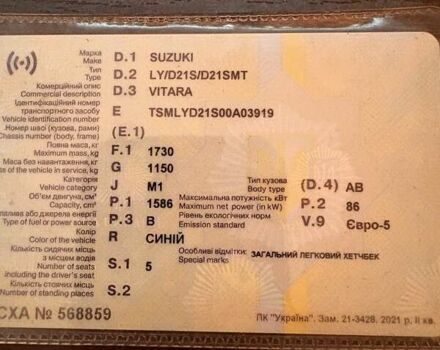 Марка
Make D.1 SUZUKI
Тип
Type D.2 LY/D21S/D21SMT
Комерційний опис
Commercial description D.3 VITARA
Ідентифікаційний номер
транспортного засобу E TSMLYD21S00A03919
Vehicle identification number
Номер шасі (кузова, рами) (E.1)
Chassis number (body, frame)
Повна маса, кг
Maximum mass, kg F.1 1730
Маса без навантаження, кг G 1150
of the vehicle in service, kg
Категорія J M1 Тип кузова (D.4) AB
Vehicle category Body type
Об'єм двигуна, см³ P.1 1586 Максимальна потужність кВт P.2 86
Capacity, cm³ Maximum net power (in kW)
палива або джерела енергії P.3 B Рівень екологічних норм V.9 Євро-5
Type of fuel or power source Emission standard
Колір R СИНІЙ
Color of the vehicle
Кількість сидячих місць Особливі відмітки: ЗАГАЛЬНИЙ ЛЕГКОВИЙ ХЕТЧБЕК
з місцем водія S.1 5 Special marks
Number of seats
including the driver's seat
Кількість стоячих місць S.2
Number of standing places
СХА № 568859
ПК "Україна". Зам. 21-3428. 2021 р. II кв.